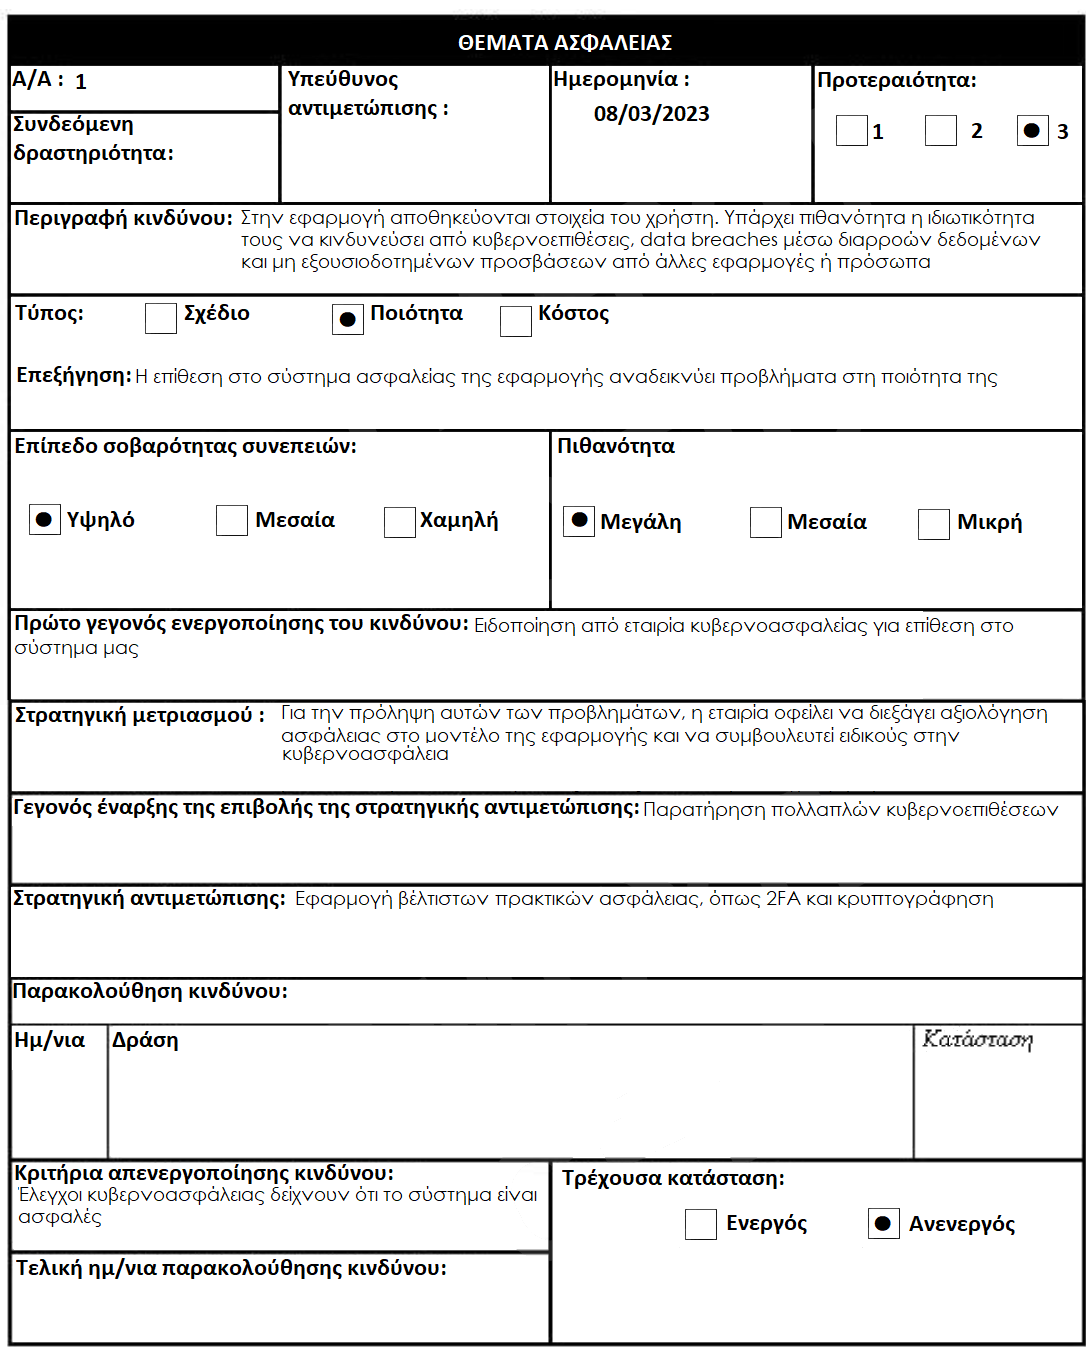 ΘΕΜΑΤΑ ΑΣΦΑΛΕΙΑΣ
Α/Α : 1
Υπεύθυνος
αντιμετώπισης :
Ημερομηνία :
08/03/2023
Προτεραιότητα:
1 2 3
Συνδεόμενη
δραστηριότητα:
Περιγραφή κινδύνου: Στην εφαρμογή αποθηκεύονται στοιχεία του χρήστη. Υπάρχει πιθανότητα η ιδιωτικότητα
τους να κινδυνεύσει από κυβερνοεπιθέσεις, data breaches μέσω διαρροών δεδομένων
και μη εξουσιοδοτημένων προσβάσεων από άλλες εφαρμογές ή πρόσωπα
Τύπος: Σχέδιο Ποιότητα Κόστος
Επεξήγηση: Η επίθεση στο σύστημα ασφαλείας της εφαρμογής αναδεικνύει προβλήματα στη ποιότητα της
Επίπεδο σοβαρότητας συνεπειών:
Υψηλό Μεσαία Χαμηλή
Πιθανότητα
Μεγάλη Μεσαία Μικρή
Πρώτο γεγονός ενεργοποίησης του κινδύνου: Ειδοποίηση από εταιρία κυβερνοασφαλείας για επίθεση στο
σύστημα μας
Στρατηγική μετριασμού : Για την πρόληψη αυτών των προβλημάτων, η εταιρία οφείλει να διεξάγει αξιολόγηση
ασφάλειας στο μοντέλο της εφαρμογής και να συμβουλευτεί ειδικούς στην
κυβερνοασφάλεια
Γεγονός έναρξης της επιβολής της στρατηγικής αντιμετώπισης: Παρατήρηση πολλαπλών κυβερνοεπιθέσεων
Στρατηγική αντιμετώπισης: Εφαρμογή βέλτιστων πρακτικών ασφάλειας, όπως 2FA και κρυπτογράφηση
Παρακολούθηση κινδύνου:
Ημ/νια Δράση Κατάσταση
Κριτήρια απενεργοποίησης κινδύνου:
Έλεγχοι κυβερνοασφάλειας δείχνουν ότι το σύστημα είναι
ασφαλές
Τρέχουσα κατάσταση:
Ενεργός Ανενεργός
Τελική ημ/νια παρακολούθησης κινδύνου: